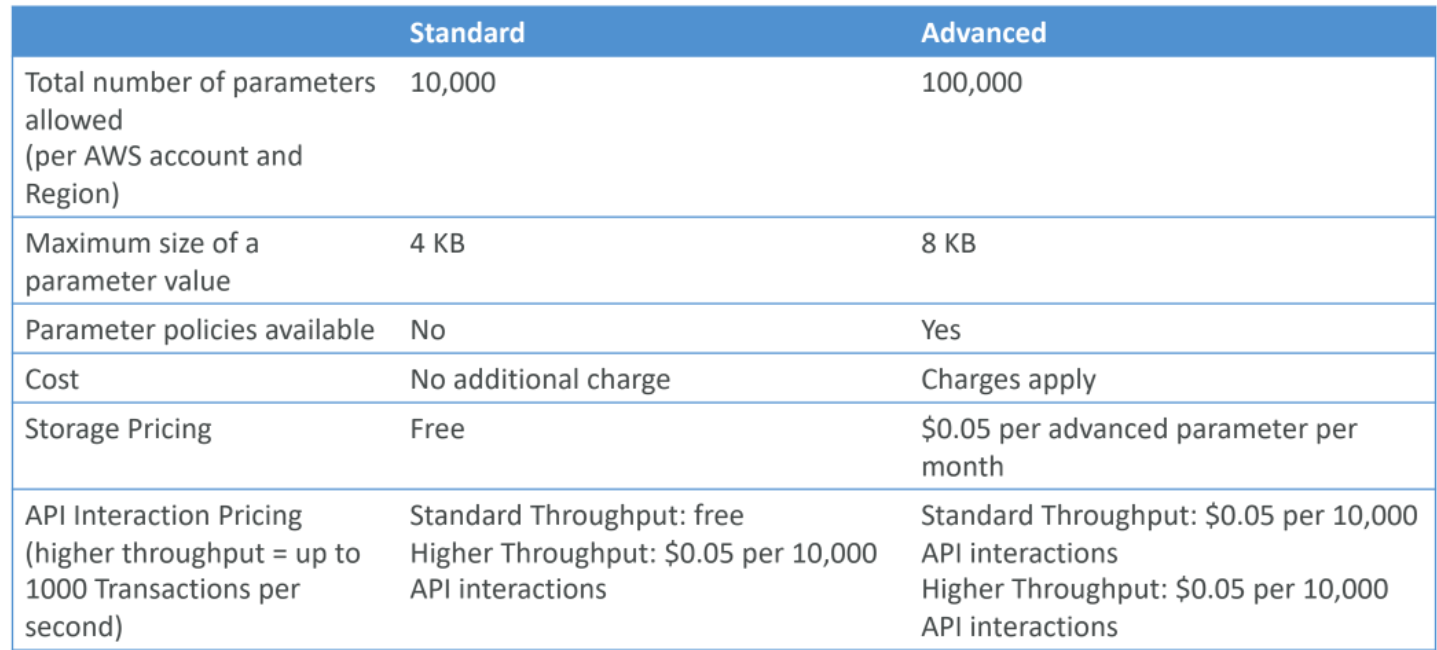 Standard Advanced
Total number of parameters 10,000 100,000
allowed
(per AWS account and
Region)
Maximum size of a 4 KB 8 KB
parameter value
Parameter policies available No Yes
Cost No additional charge Charges apply
Storage Pricing Free $0.05 per advanced parameter per
month
API Interaction Pricing Standard Throughput: free Standard Throughput: $0.05 per 10,000
(higher throughput = up to Higher Throughput: $0.05 per 10,000 API interactions
1000 Transactions per API interactions Higher Throughput: $0.05 per 10,000
second) API interactions